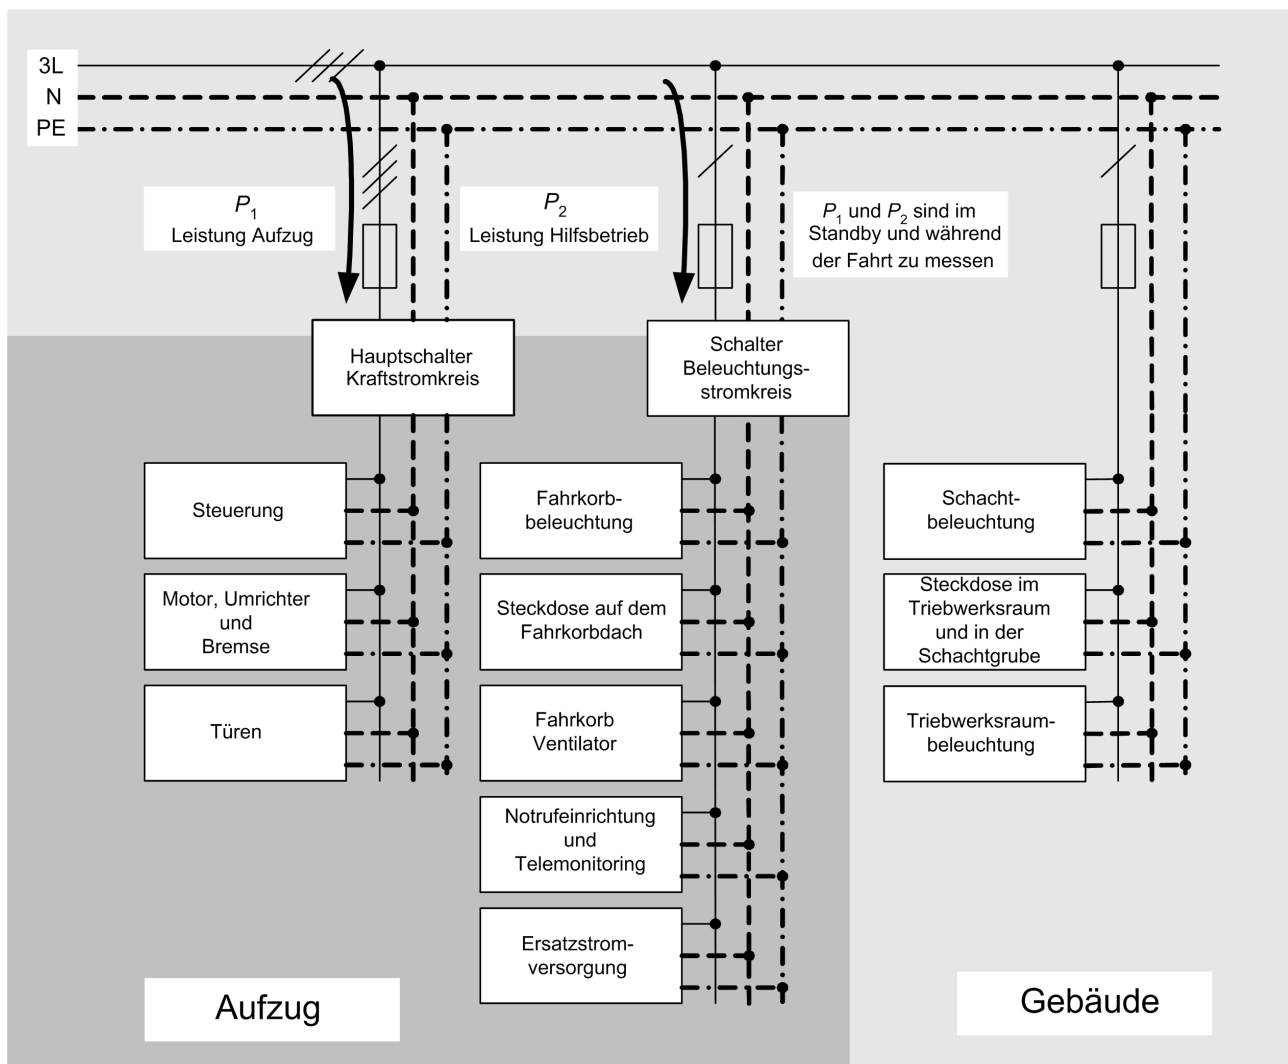 3L
N
PE
P1
Leistung Aufzug
P2
Leistung Hilfsbetrieb
P1 und P2 sind im
Standby und während
der Fahrt zu messen
Hauptschalter
Kraftstromkreis
Schalter
Beleuchtungs-
stromkreis
Steuerung
Motor, Umrichter
und
Bremse
Türen
Fahrkorb-
beleuchtung
Steckdose auf dem
Fahrkorbdach
Fahrkorb
Ventilator
Notrufeinrichtung
und
Telemonitoring
Ersatzstrom-
versorgung
Schacht-
beleuchtung
Steckdose im
Triebwerksraum
und in der
Schachtgrube
Triebwerksraum-
beleuchtung
Aufzug
Gebäude